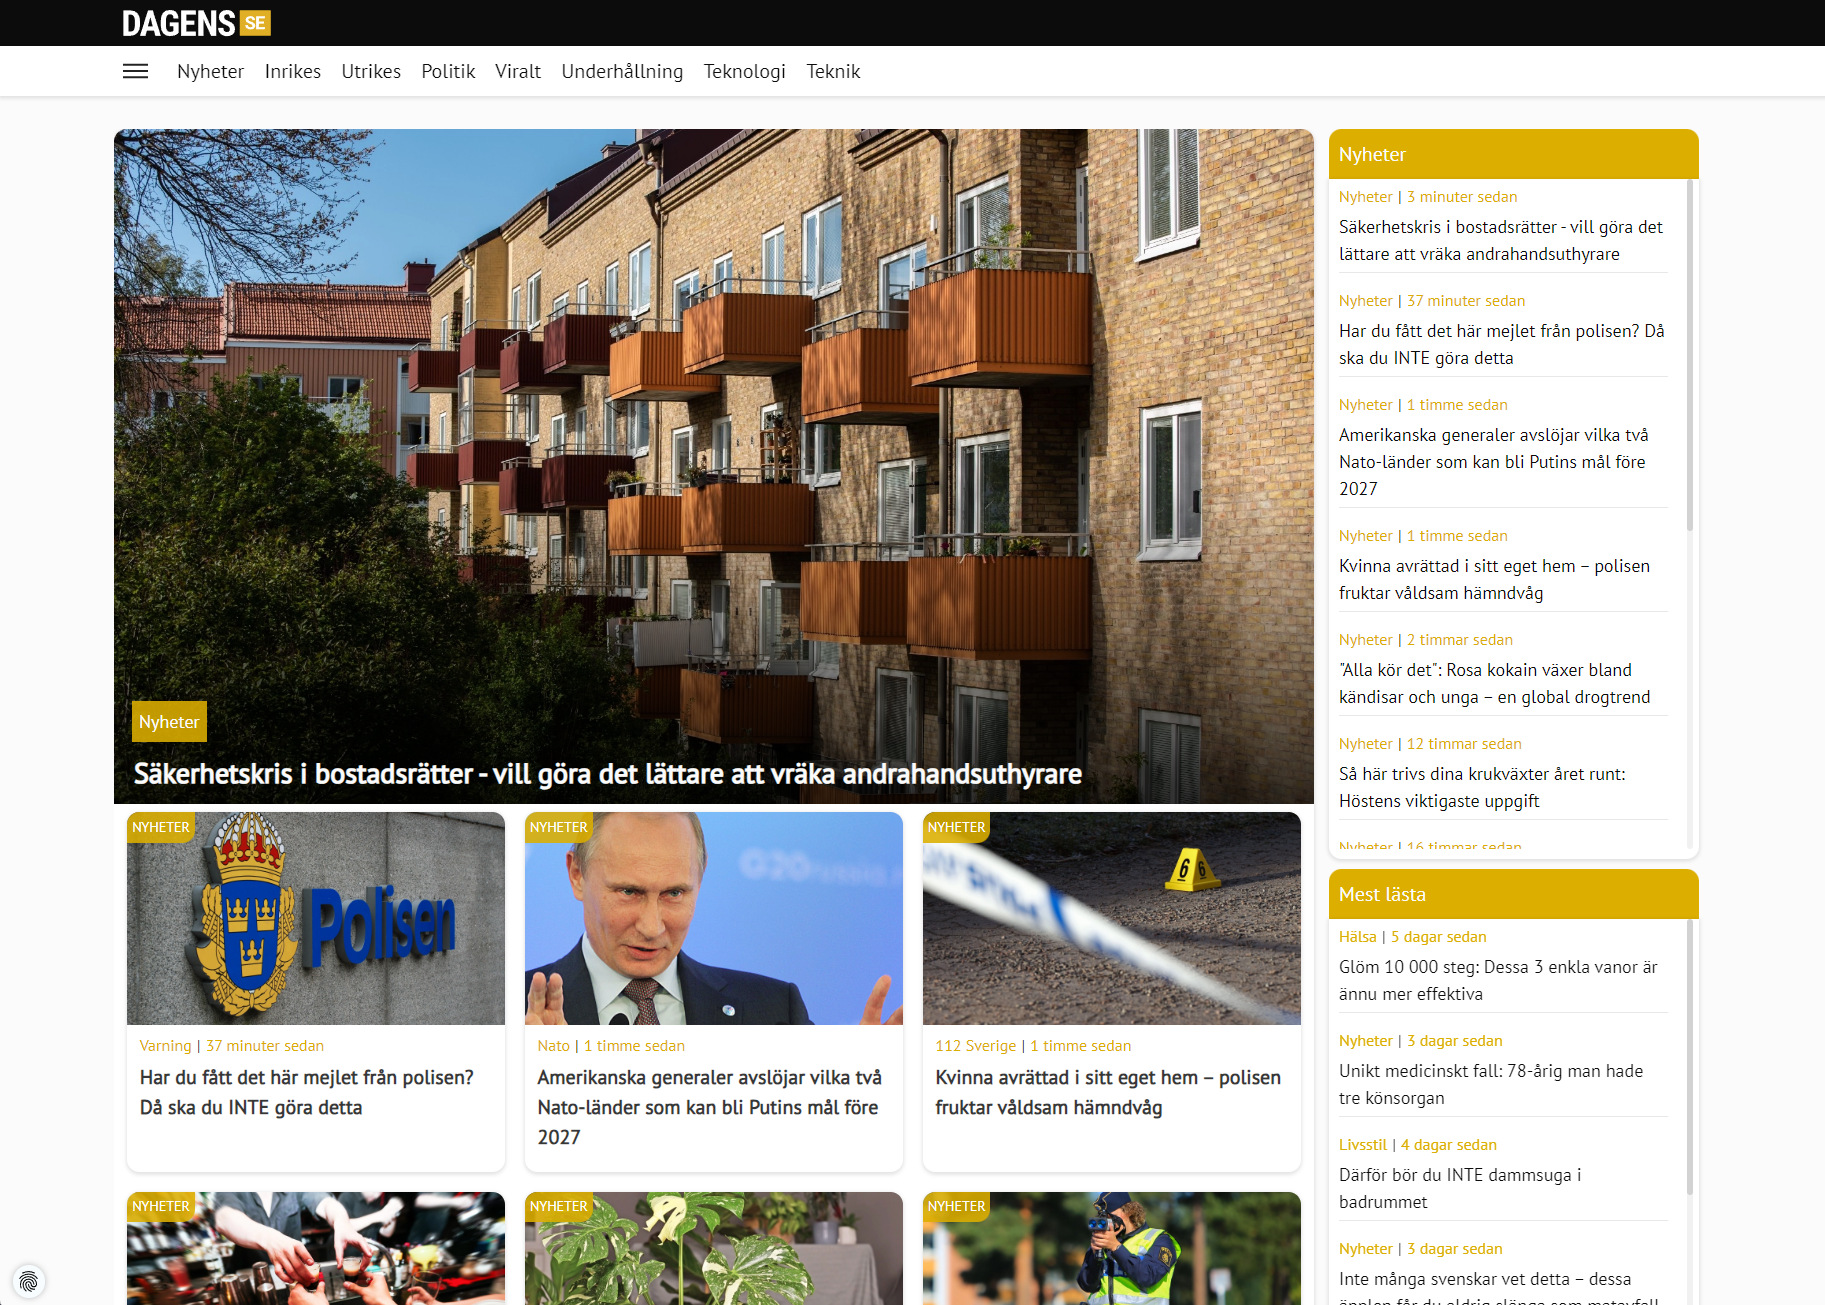 DAGENS SE
Nyheter Inrikes Utrikes Politik Viralt Underhållning Teknologi Teknik
Nyheter
Säkerhetskris i bostadsrätter - vill göra det lättare att vräka andrahandsuthyrare
NYHETER
Polisen
Varning | 37 minuter sedan
Har du fått det här mejlet från polisen?
Då ska du INTE göra detta
NYHETER
G20russia.
Nato | 1 timme sedan
Amerikanska generaler avslöjar vilka två
Nato-länder som kan bli Putins mål före
2027
NYHETER
6 6
112 Sverige | 1 timme sedan
Kvinna avrättad i sitt eget hem – polisen
fruktar våldsam hämndvåg
NYHETER
NYHETER
NYHETER
Nyheter
Nyheter | 3 minuter sedan
Säkerhetskris i bostadsrätter - vill göra det
lättare att vräka andrahandsuthyrare
Nyheter | 37 minuter sedan
Har du fått det här mejlet från polisen? Då
ska du INTE göra detta
Nyheter | 1 timme sedan
Amerikanska generaler avslöjar vilka två
Nato-länder som kan bli Putins mål före
2027
Nyheter | 1 timme sedan
Kvinna avrättad i sitt eget hem – polisen
fruktar våldsam hämndvåg
Nyheter | 2 timmar sedan
"Alla kör det": Rosa kokain växer bland
kändisar och unga – en global drogtrend
Nyheter | 12 timmar sedan
Så här trivs dina krukväxter året runt:
Höstens viktigaste uppgift
Nyheter | 16 timmar sedan
Mest lästa
Hälsa | 5 dagar sedan
Glöm 10 000 steg: Dessa 3 enkla vanor är
ännu mer effektiva
Nyheter | 3 dagar sedan
Unikt medicinskt fall: 78-årig man hade
tre könsorgan
Livsstil | 4 dagar sedan
Därför bör du INTE dammsuga i
badrummet
Nyheter | 3 dagar sedan
Inte många svenskar vet detta – dessa
äpplen får du aldrig slänga som matavfall